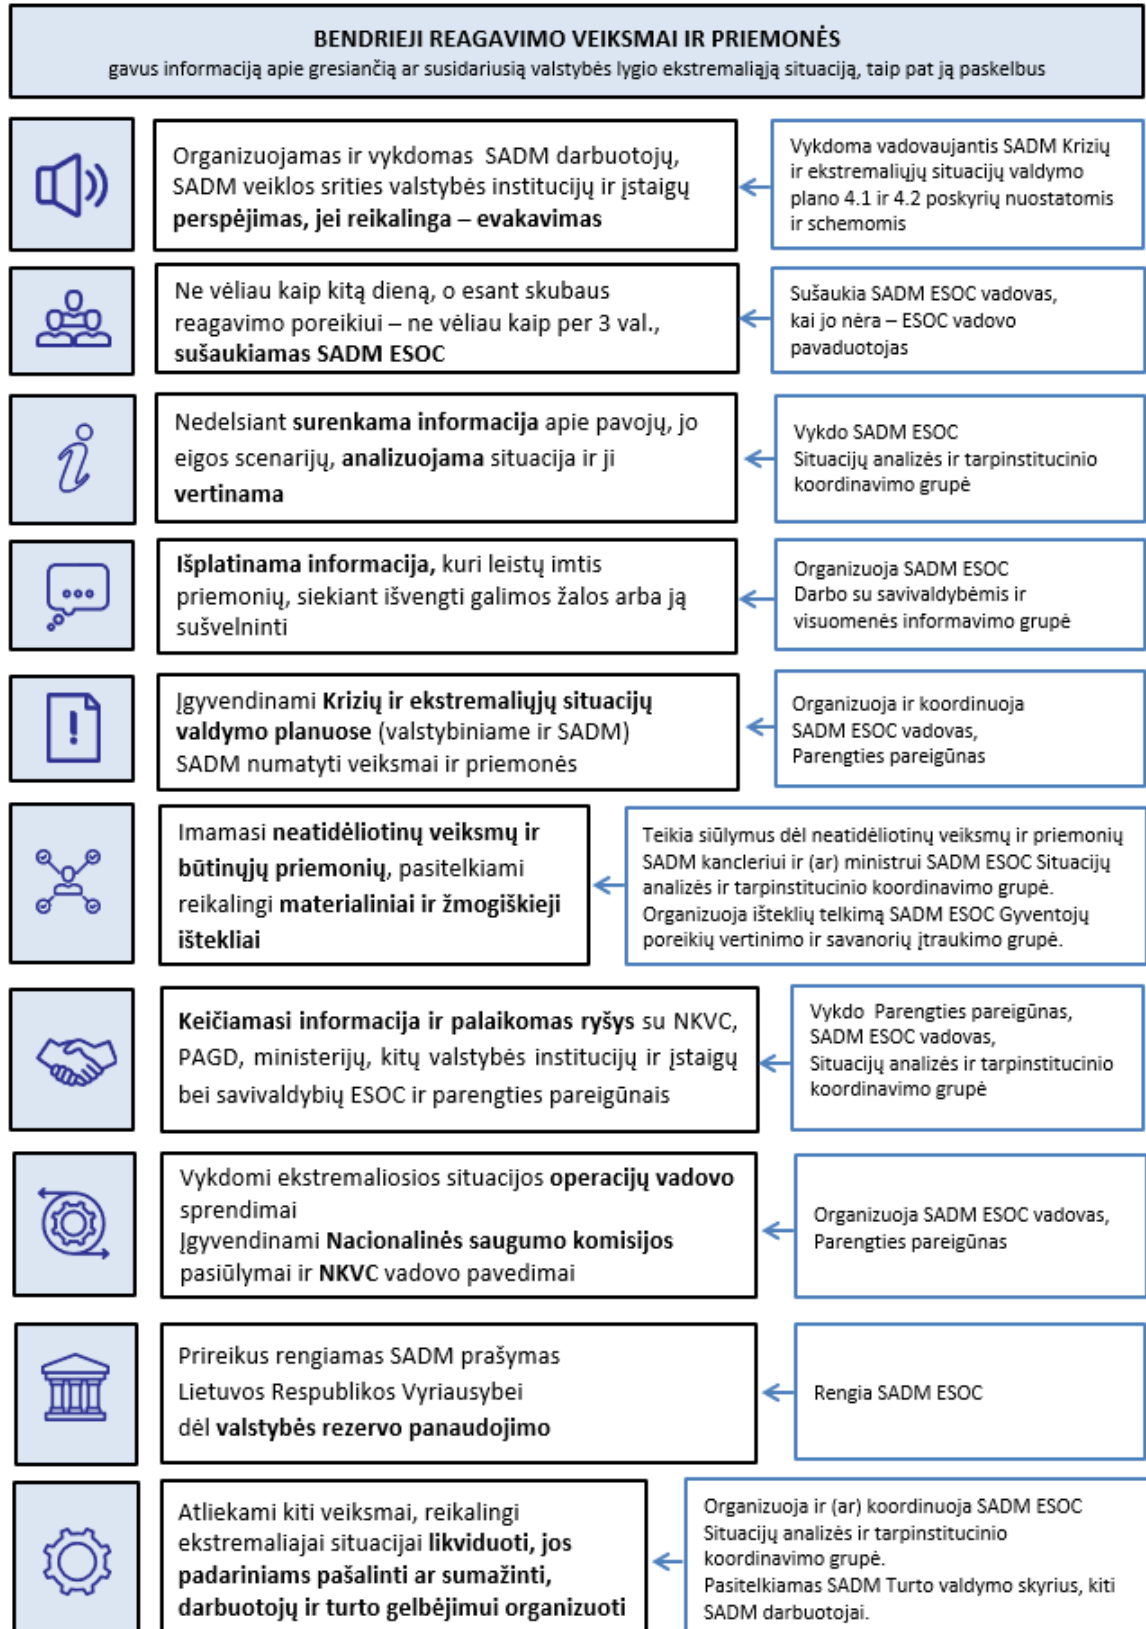 BENDRIEJI REAGAVIMO VEIKSMAI IR PRIEMONĖS
gavus informaciją apie gresiančią ar susidariusią valstybės lygio ekstremaliąją situaciją, taip pat ją paskelbus
Organizuojamas ir vykdomas SADM darbuotojų,
SADM veiklos srities valstybės institucijų ir įstaigų
perspėjimas, jei reikalinga – evakavimas
Vykdoma vadovaujantis SADM Krizių
ir ekstremaliųjų situacijų valdymo
plano 4.1 ir 4.2 poskyrių nuostatomis
ir schemomis
Ne vėliau kaip kitą dieną, o esant skubaus
reagavimo poreikiui – ne vėliau kaip per 3 val.,
sušaukiamas SADM ESOC
Sušaukia SADM ESOC vadovas,
kai jo nėra – ESOC vadovo
pavaduotojas
Nedelsiant surenkama informacija apie pavojų, jo
eigos scenarijų, analizuojama situacija ir ji
vertinama
Vykdo SADM ESOC
Situacijų analizės ir tarpinstitucinio
koordinavimo grupė
Išplatinama informacija, kuri leistų imtis
priemonių, siekiant išvengti galimos žalos arba ją
sušvelninti
Organizuoja SADM ESOC
Darbo su savivaldybėmis ir
visuomenės informavimo grupė
Įgyvendinami Krizių ir ekstremaliųjų situacijų
valdymo planuose (valstybiniame ir SADM)
SADM numatyti veiksmai ir priemonės
Organizuoja ir koordinuoja
SADM ESOC vadovas,
Parengties pareigūnas
Imamasi neatidėliotinų veiksmų ir
būtinųjų priemonių, pasitelkiami
reikalingi materialiniai ir žmogiškieji
ištekliai
Teikia siūlymus dėl neatidėliotinų veiksmų ir priemonių
SADM kancleriui ir (ar) ministrui SADM ESOC Situacijų
analizės ir tarpinstitucinio koordinavimo grupė.
Organizuoja išteklių telkimą SADM ESOC Gyventojų
poreikių vertinimo ir savanorių įtraukimo grupė.
Keičiamasi informacija ir palaikomas ryšys su NKVC,
PAGD, ministerijų, kitų valstybės institucijų ir įstaigų
bei savivaldybių ESOC ir parengties pareigūnais
Vykdo Parengties pareigūnas,
SADM ESOC vadovas,
Situacijų analizės ir tarpinstitucinio
koordinavimo grupė
Vykdomi ekstremaliosios situacijos operacijų vadovo
sprendimai
Įgyvendinami Nacionalinės saugumo komisijos
pasiūlymai ir NKVC vadovo pavedimai
Organizuoja SADM ESOC vadovas,
Parengties pareigūnas
Prireikus rengiamas SADM prašymas
Lietuvos Respublikos Vyriausybei
dėl valstybės rezervo panaudojimo
Rengia SADM ESOC
Atliekami kiti veiksmai, reikalingi
ekstremaliajai situacijai likviduoti, jos
padariniams pašalinti ar sumažinti,
darbuotojų ir turto gelbėjimui organizuoti
Organizuoja ir (ar) koordinuoja SADM ESOC
Situacijų analizės ir tarpinstitucinio
koordinavimo grupė.
Pasitelkiamas SADM Turto valdymo skyrius, kiti
SADM darbuotojai.